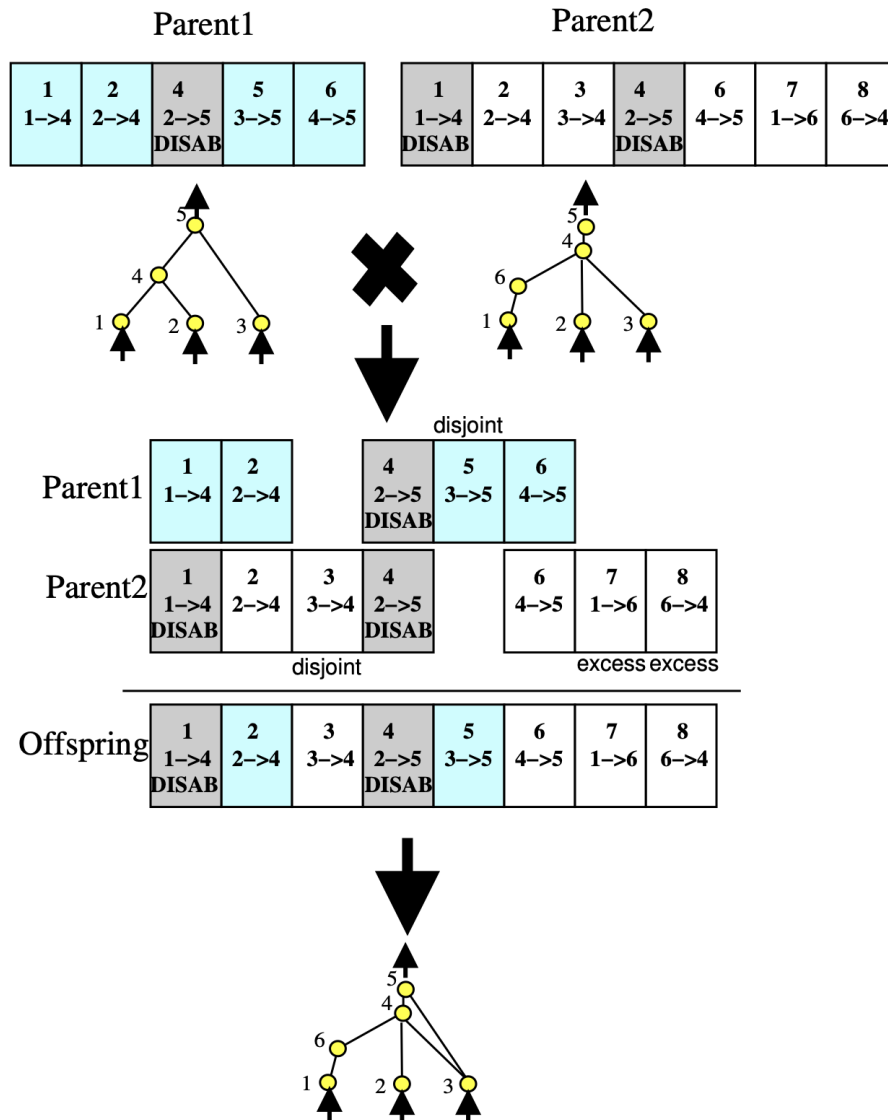 Parent1
Parent2
1 2 4 5 6
1->4 2->4 2->5 3->5 4->5
DISAB
1 2 3 4 6 7 8
1->4 2->4 3->4 2->5 4->5 1->6 6->4
DISAB DISAB
5
4
1 2 3
5
4
6
1 2 3
disjoint
Parent1
1 2 4 5 6
1->4 2->4 2->5 3->5 4->5
DISAB
Parent2
1 2 3 4 6 7 8
1->4 2->4 3->4 2->5 4->5 1->6 6->4
DISAB DISAB
disjoint excess excess
Offspring
1 2 3 4 5 6 7 8
1->4 2->4 3->4 2->5 3->5 4->5 1->6 6->4
DISAB DISAB
5
4
6
1 2 3